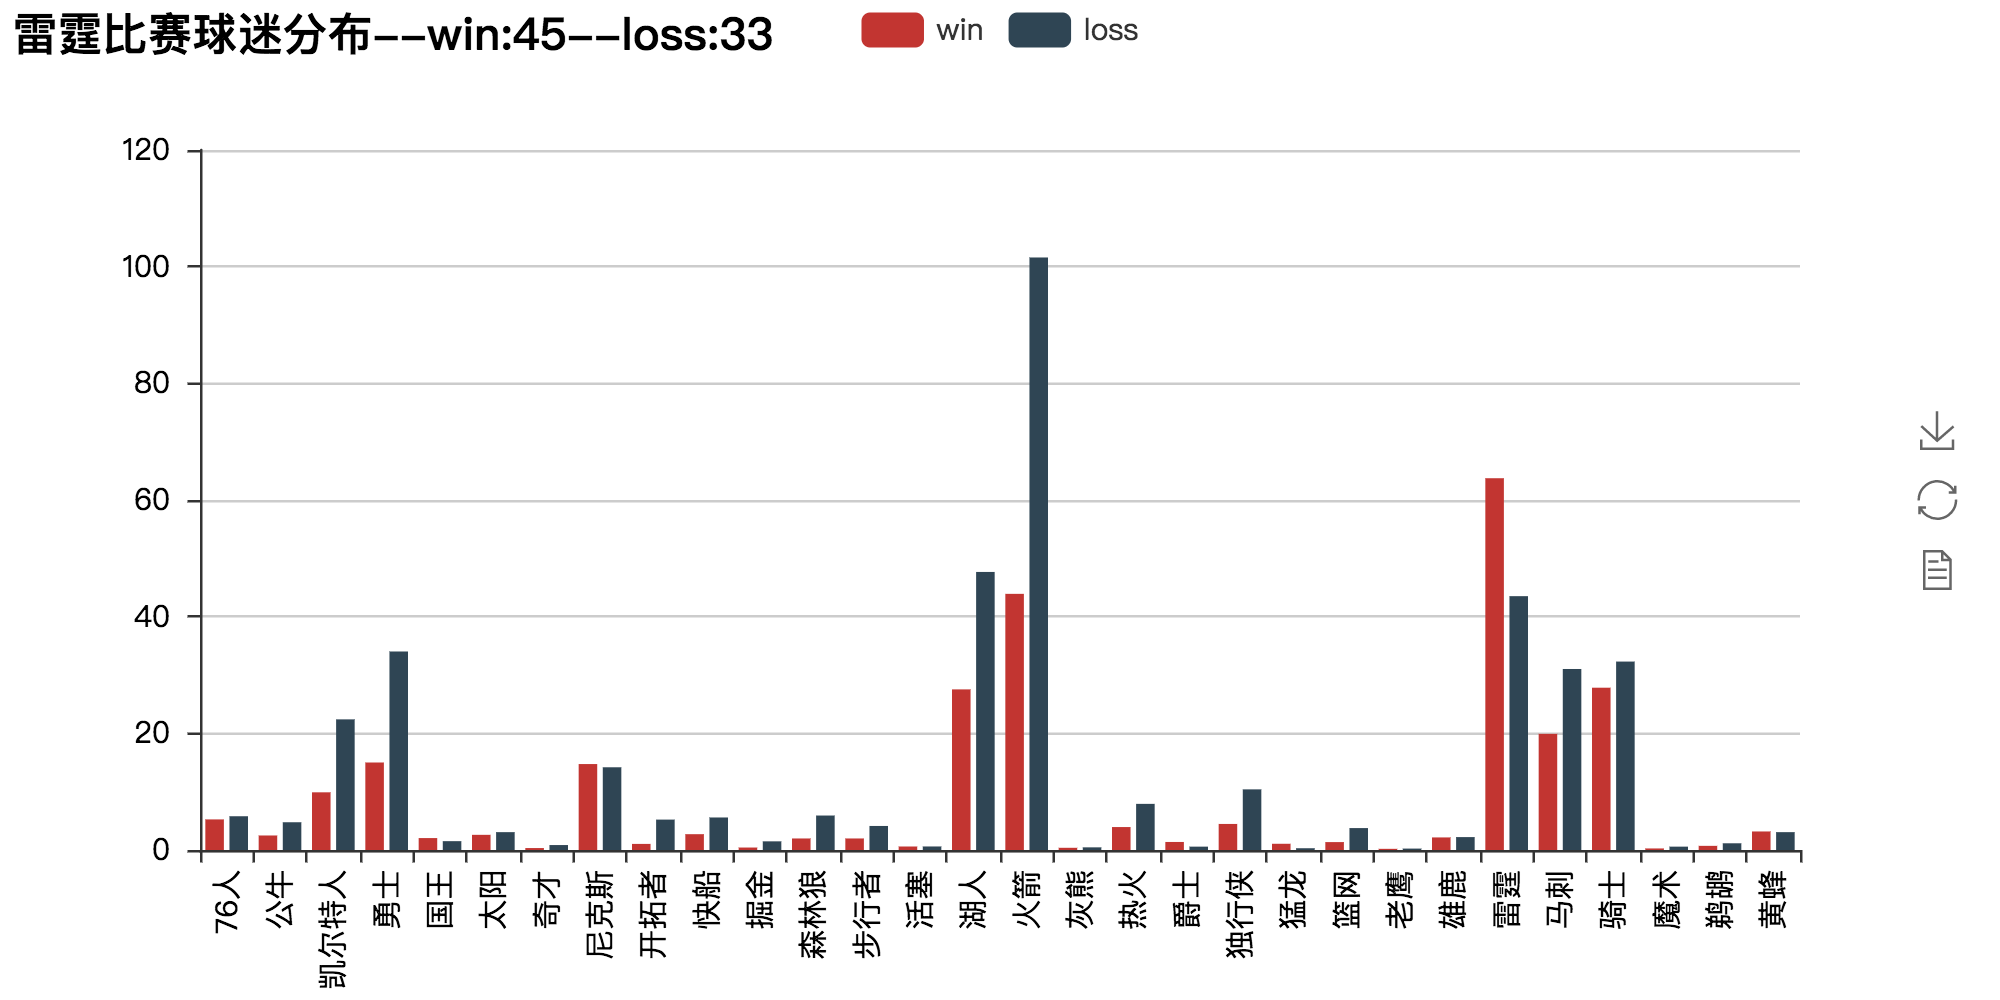 雷霆比赛球迷分布--win:45--loss:33
win
loss
120
100
80
60
40
20
0
76人
公牛
凯尔特人
勇士
国王
太阳
奇才
尼克斯
开拓者
快船
掘金
森林狼
步行者
活塞
湖人
火箭
灰熊
热火
爵士
独行侠
猛龙
篮网
老鹰
雄鹿
雷霆
马刺
骑士
魔术
鹈鹕
黄蜂